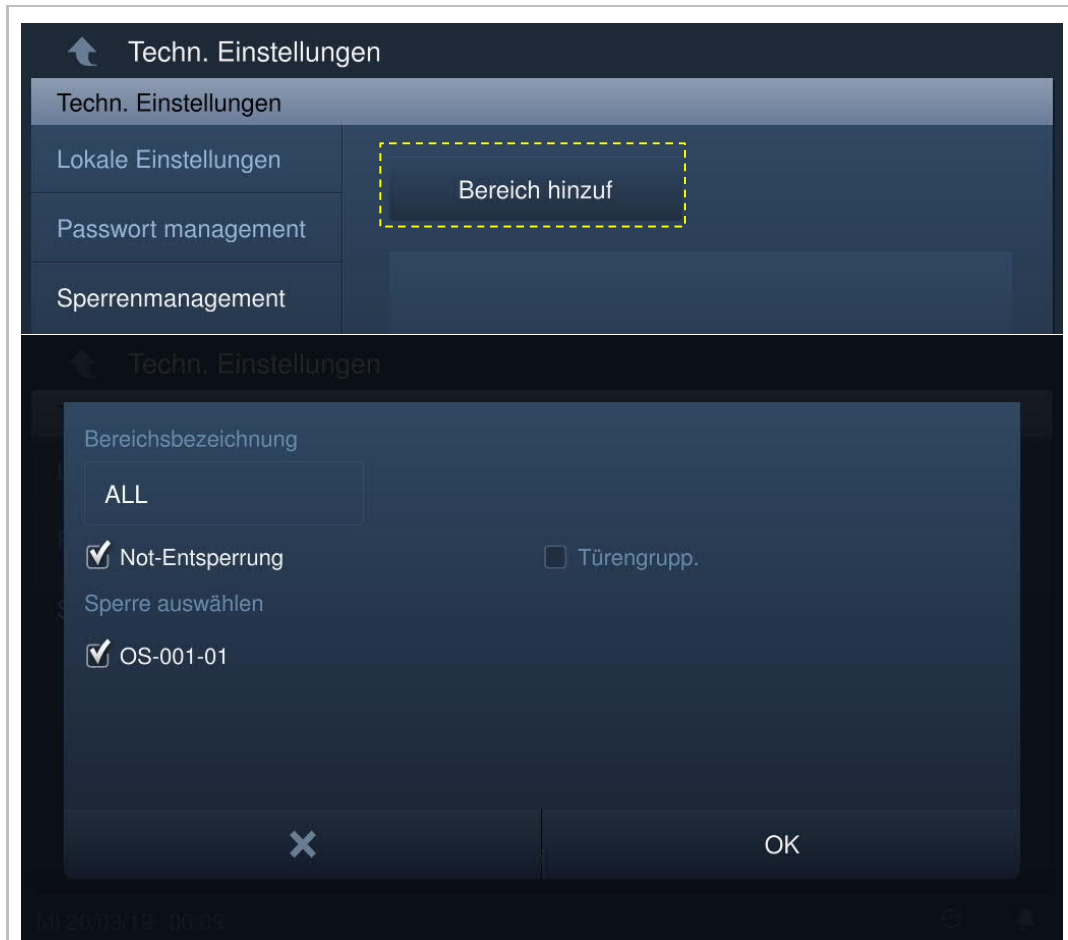 Techn. Einstellungen
Techn. Einstellungen
Lokale Einstellungen
Bereich hinzuf
Passwort management
Sperrenmanagement
Techn. Einstellungen
Bereichsbezeichnung
ALL
Not-Entsperrung
Türengrupp.
Sperre auswählen
OS-001-01
OK